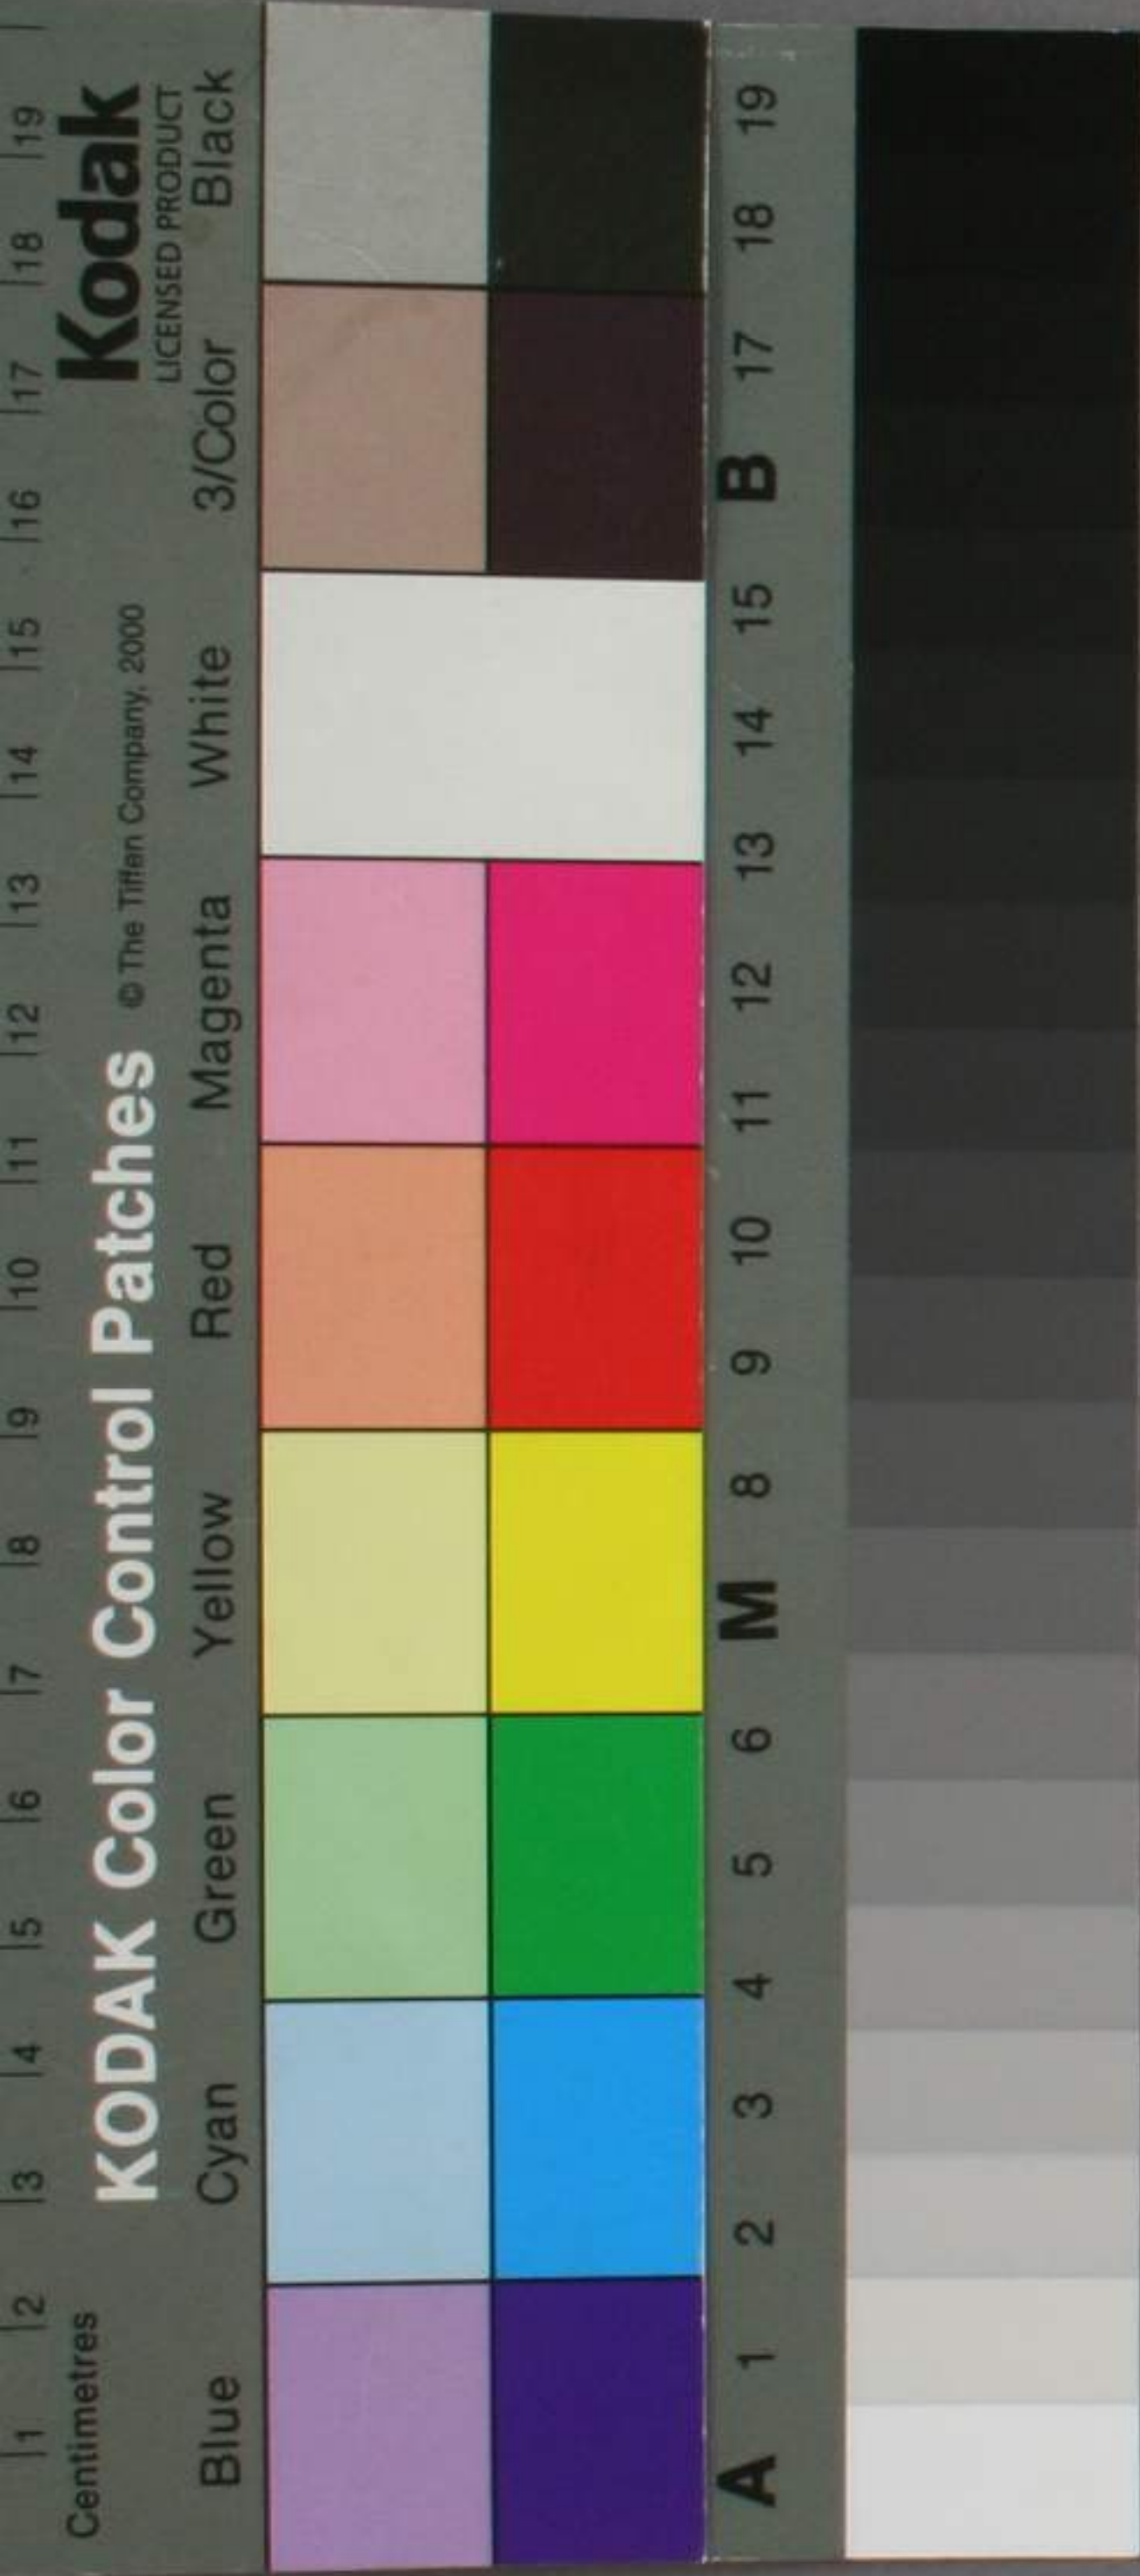 |1 |2 |3 |4 |5 |6 |7 |8 |9 |10 |11 |12 |13 |14 |15 |16 |17 |18 |19
Centimetres
KODAK Color Control Patches © The Tiffen Company, 2000 Kodak
LICENSED PRODUCT
Blue Cyan Green Yellow Red Magenta White 3/Color Black
A 1 2 3 4 5 6 M 8 9 10 11 12 13 14 15 B 17 18 19